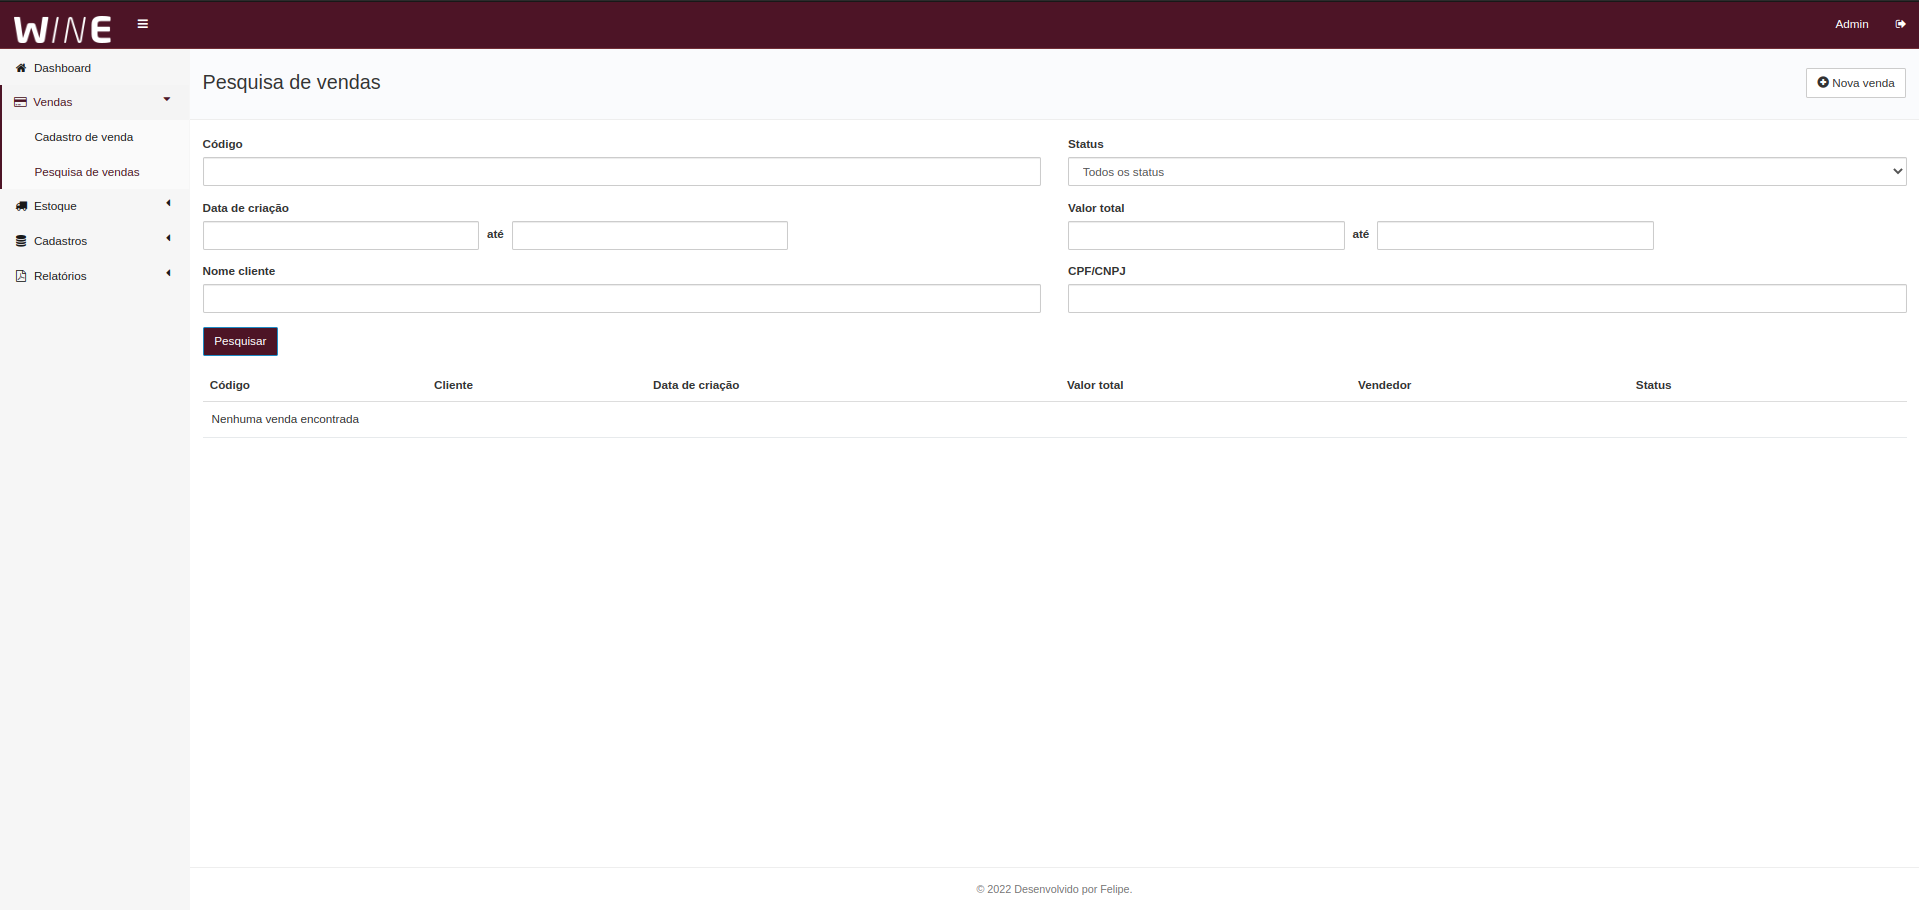 WINE
Admin
Dashboard
Vendas
Cadastro de venda
Pesquisa de vendas
Estoque
Cadastros
Relatórios
Pesquisa de vendas
Nova venda
Código
Status
Todos os status
Data de criação
até
Valor total
até
Nome cliente
CPF/CNPJ
Pesquisar
Código Cliente Data de criação Valor total Vendedor Status
Nenhuma venda encontrada
© 2022 Desenvolvido por Felipe.